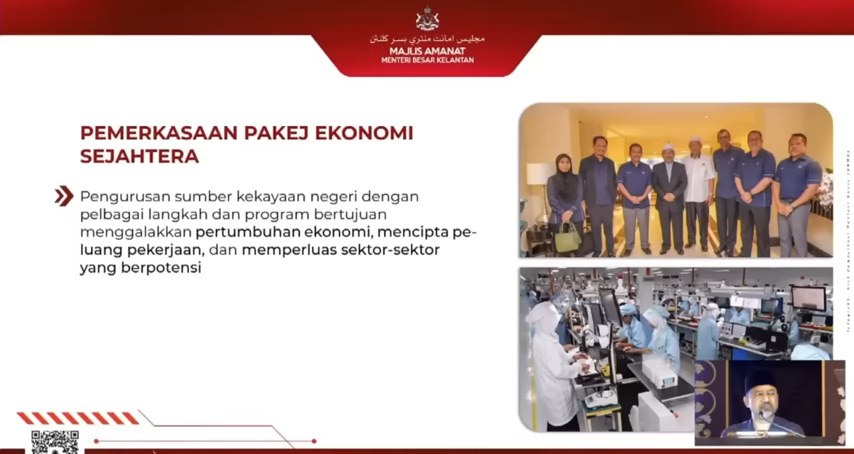 مجليس امانت منتري بسر كلنتن
MAJLIS AMANAT
MENTERI BESAR KELANTAN
PEMERKASAAN PAKEJ EKONOMI
SEJAHTERA
Pengurusan sumber kekayaan negeri dengan
pelbagai langkah dan program bertujuan
menggalakkan pertumbuhan ekonomi, mencipta pe-
luang pekerjaan, dan memperluas sektor-sektor
yang berpotensi